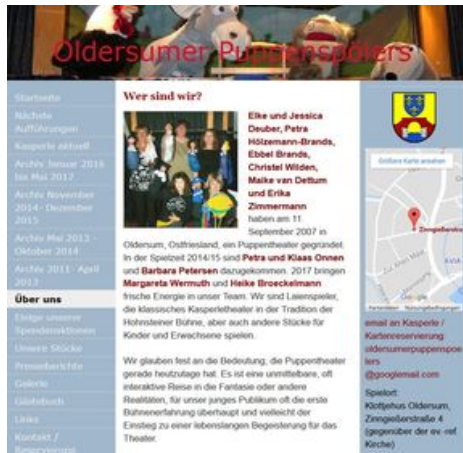 Oldersumer Puppenspölers
Startseite
Nächste
Aufführungen
Kasperle aktuell
Archiv Januar 2016
bis Mai 2017
Archiv November
2014- Dezember
2015
Archiv Mai 2013 -
Oktober 2014
Archiv 2011- April
2013
Über uns
Einige unserer
Spendenaktionen
Unsere Stücke
Presseberichte
Galerie
Gästebuch
Links
Kontakt /
Reservierung
Wer sind wir?
Elke und Jessica
Deuber, Petra
Hölzemann-Brands,
Ebbel Brands,
Christel Wilden,
Maike van Dettum
und Erika
Zimmermann
haben am 11.
September 2007 in
Oldersum, Ostfriesland, ein Puppentheater gegründet.
In der Spielzeit 2014/15 sind Petra und Klaas Onnen
und Barbara Petersen dazugekommen. 2017 bringen
Margareta Wermuth und Heike Broeckelmann
frische Energie in unser Team. Wir sind Laienspieler,
die klassisches Kasperletheater in der Tradition der
Hohnsteiner Bühne, aber auch andere Stücke für
Kinder und Erwachsene spielen.
Wir glauben fest an die Bedeutung, die Puppentheater
gerade heutzutage hat. Es ist eine unmittelbare, oft
interaktive Reise in die Fantasie oder andere
Realitäten, für unser junges Publikum oft die erste
Bühnenerfahrung überhaupt und vielleicht der
Einstieg zu einer lebenslangen Begeisterung für das
Theater.
Größere Karte ansehen
Zinngießerstraße
Google
Kartendaten Nutzungsbedingungen
email an Kasperle /
Kartenreservierung
oldersumerpuppenspoe
lers
@googlemail.com
Spielort:
Klottjehus Oldersum,
Zinngießerstraße 4
(gegenüber der ev.-ref.
Kirche)